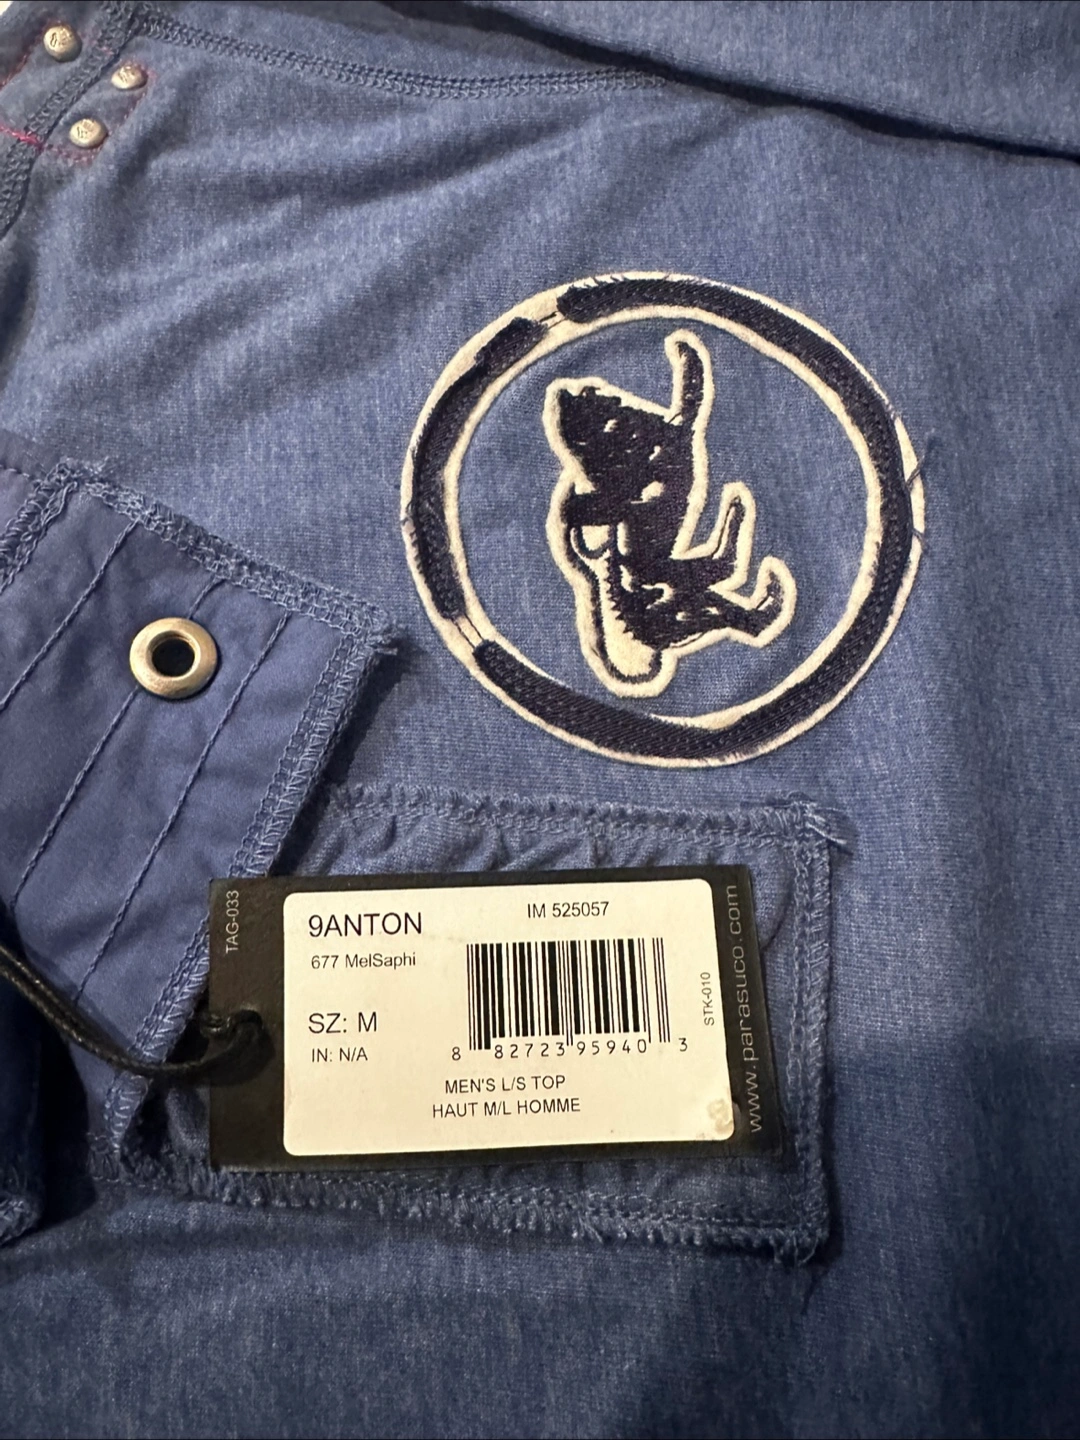 TAG-033
9ANTON
IM 525057
677 MelSaphi
SZ: M
IN: N/A
8 82723 95940 3
STK-010
MEN'S L/S TOP
HAUT M/L HOMME
www.parasuco.com